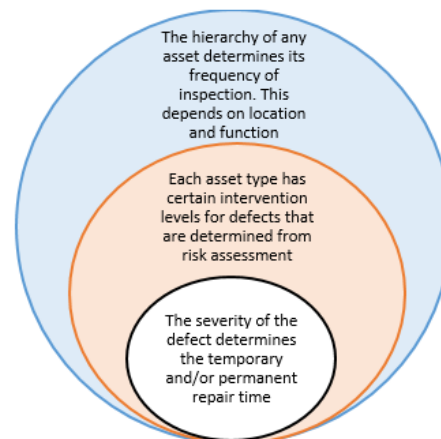 The hierarchy of any
asset determines its
frequency of
inspection. This
depends on location
and function
Each asset type has
certain intervention
levels for defects that
are determined from
risk assessment
The severity of the
defect determines
the temporary
and/or permanent
repair time